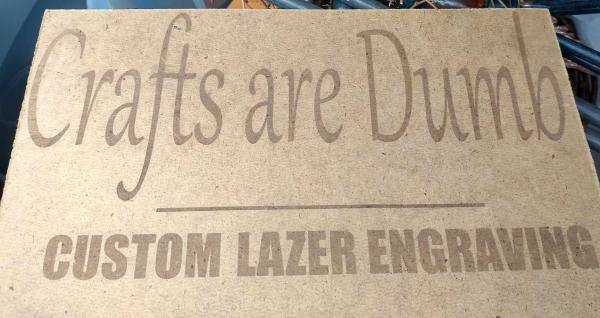 Crafts are Dumb
CUSTOM LAZER ENGRAVING